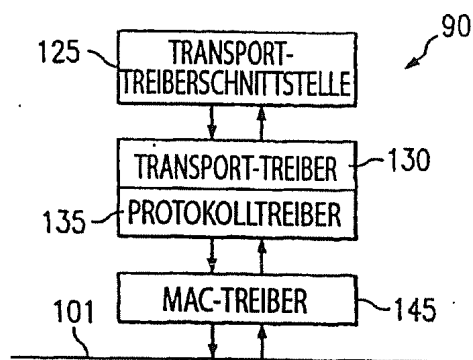 90
125
TRANSPORT-
TREIBERSCHNITTSTELLE
TRANSPORT-TREIBER
130
135
PROTOKOLLTREIBER
MAC-TREIBER
145
101